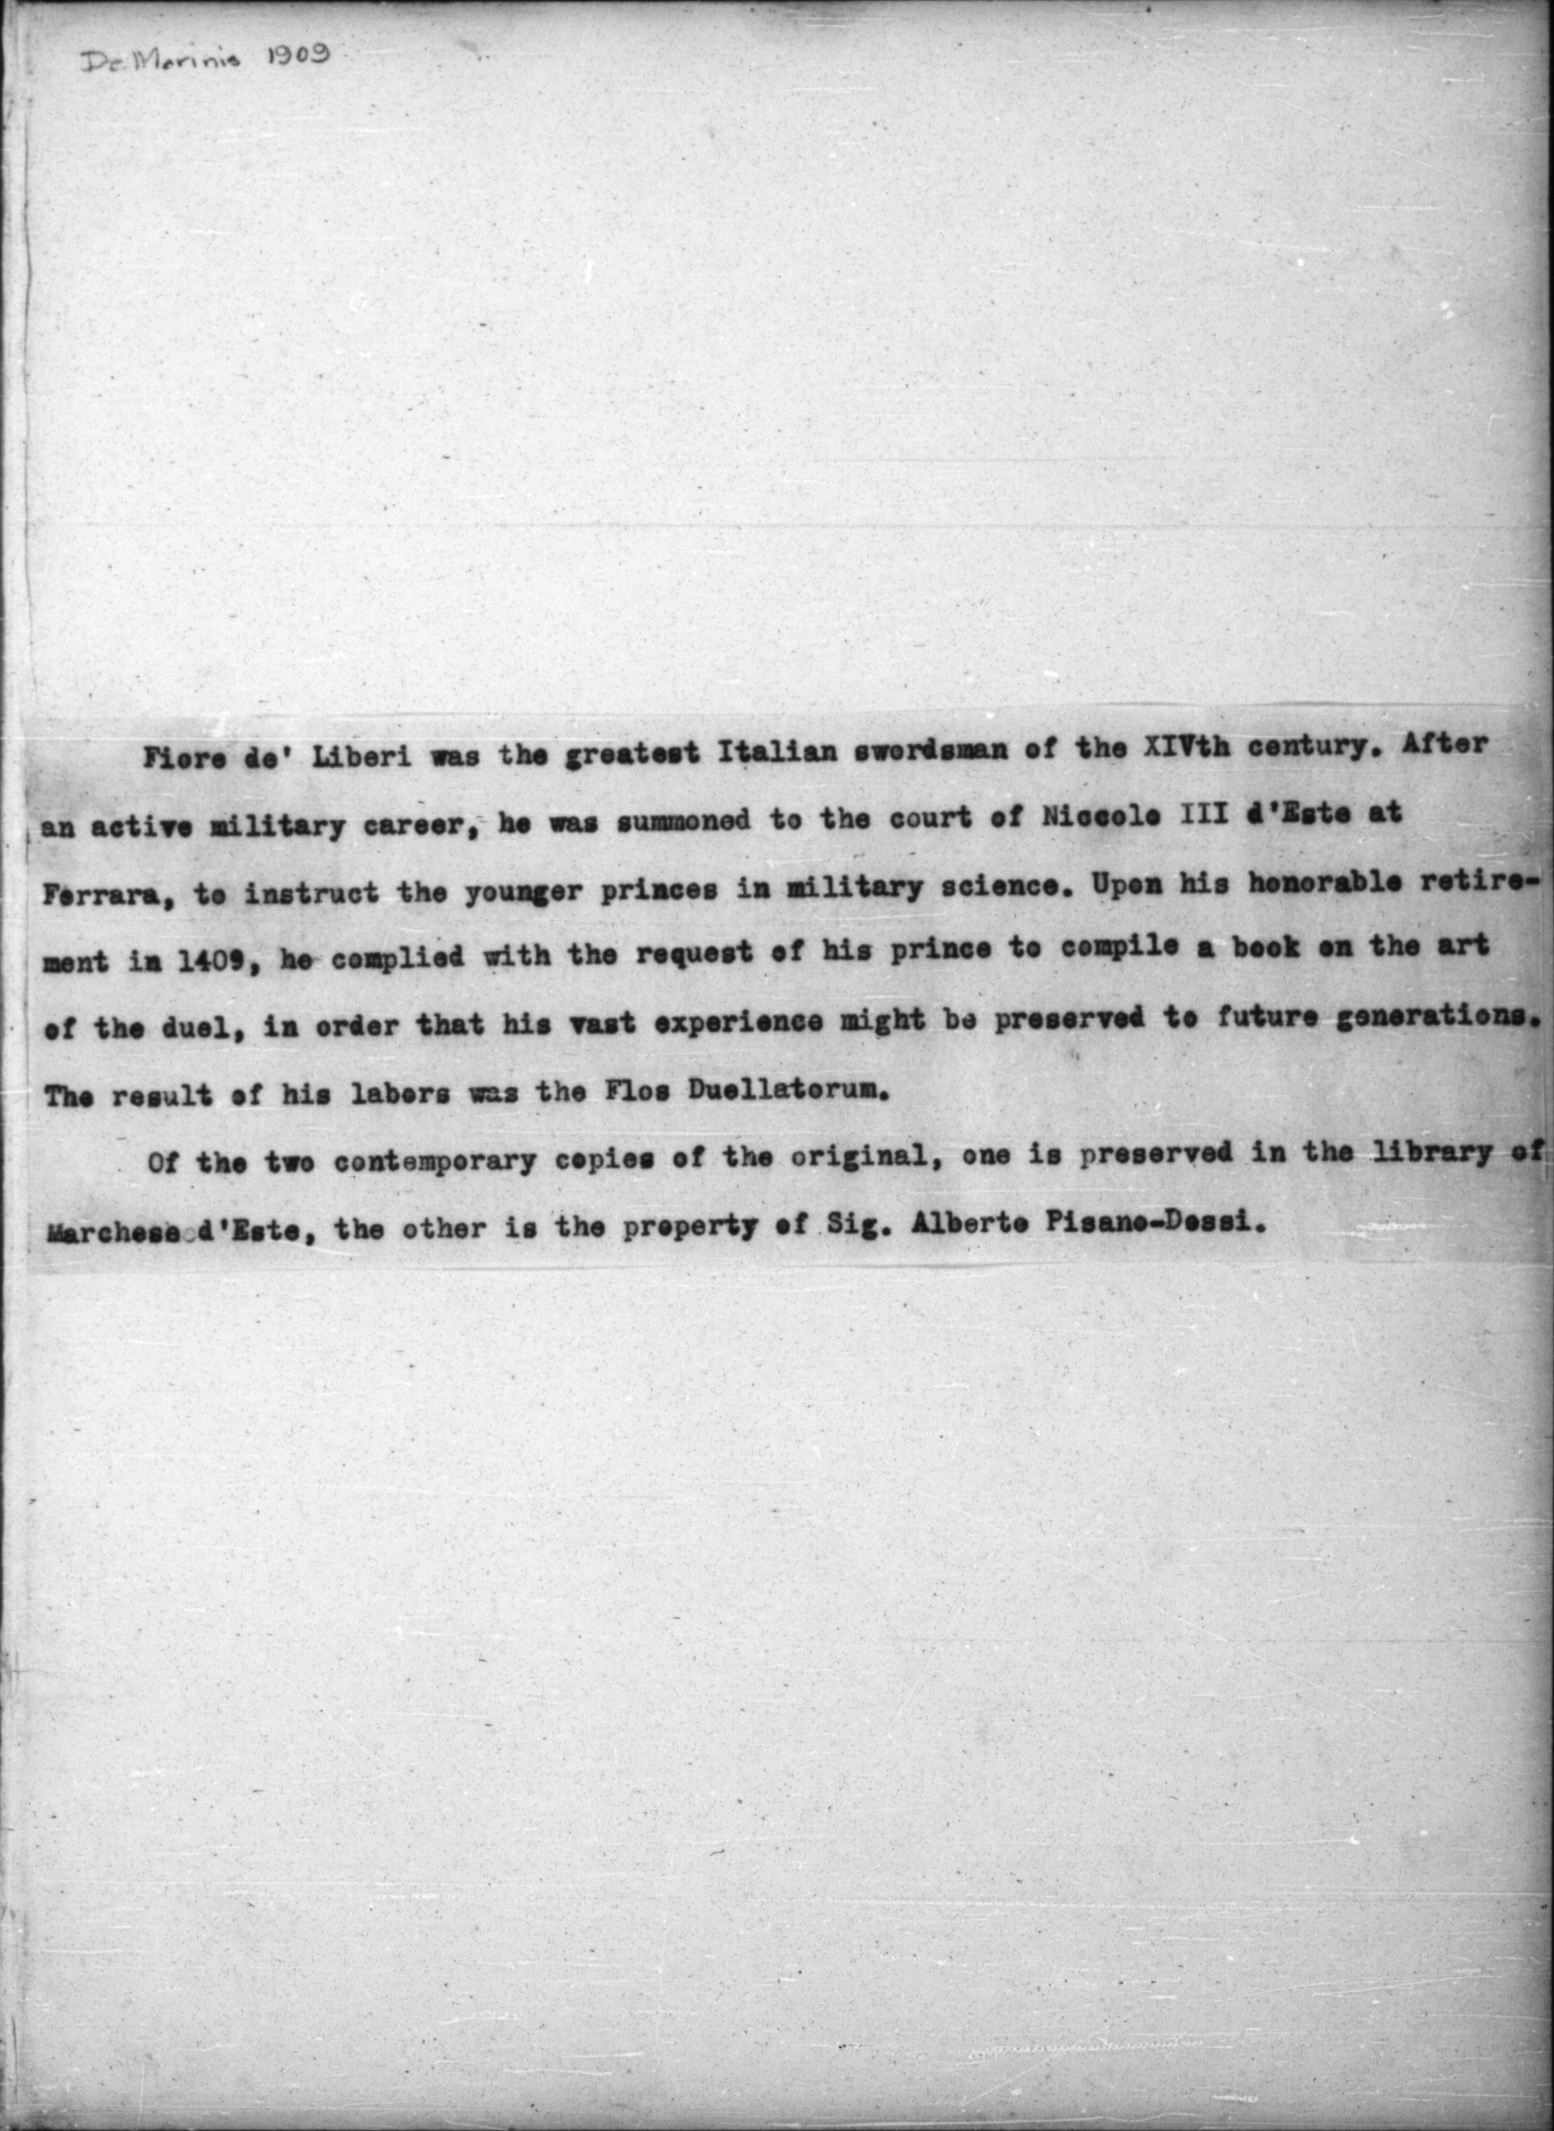 De Marinis 1909
Fiore de' Liberi was the greatest Italian swordsman of the XIVth century. After
an active military career, he was summoned to the court of Niccolo III d'Este at
Ferrara, to instruct the younger princes in military science. Upon his honorable retire-
ment in 1409, he complied with the request of his prince to compile a book on the art
of the duel, in order that his vast experience might be preserved to future generations.
The result of his labors was the Flos Duellatorum.
Of the two contemporary copies of the original, one is preserved in the library of
Marchese d'Este, the other is the property of Sig. Alberto Pisano-Dossi.